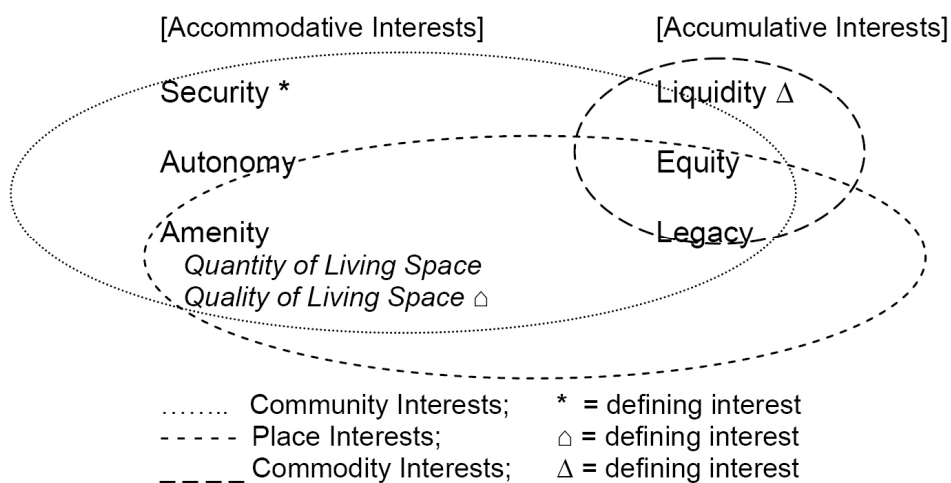 [Accommodative Interests] [Accumulative Interests]
Security * Liquidity Δ
Autonomy Equity
Amenity Legacy
Quantity of Living Space
Quality of Living Space ⌂
........ Community Interests; * = defining interest
- - - - - Place Interests; ⌂ = defining interest
_ _ _ _ Commodity Interests; Δ = defining interest